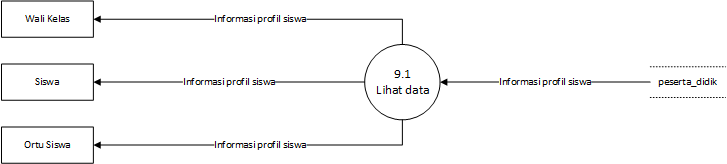 Wali Kelas
Informasi profil siswa
Siswa
Informasi profil siswa
9.1
Lihat data
Informasi profil siswa
peserta_didik
Ortu Siswa
Informasi profil siswa